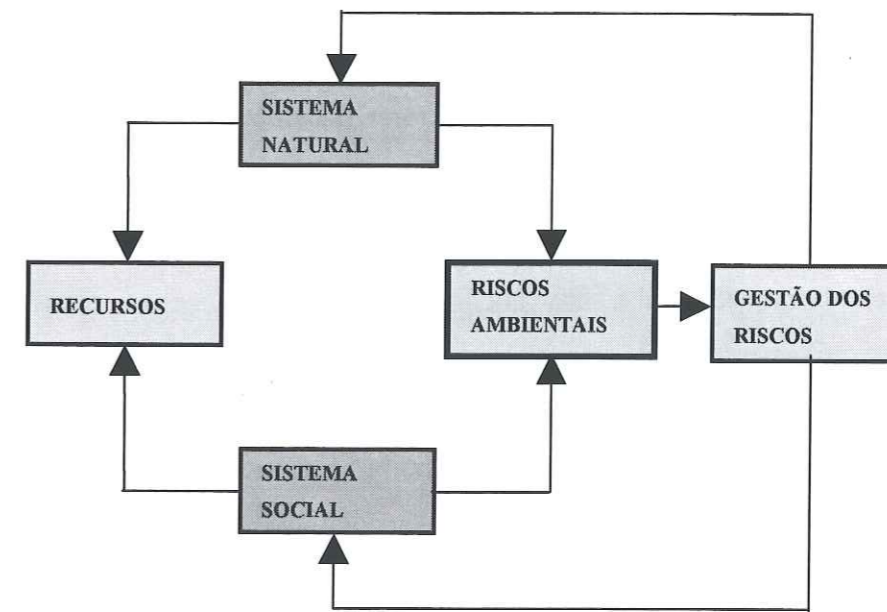 SISTEMA
NATURAL
RECURSOS
RISCOS
AMBIENTAIS
GESTÃO DOS
RISCOS
SISTEMA
SOCIAL